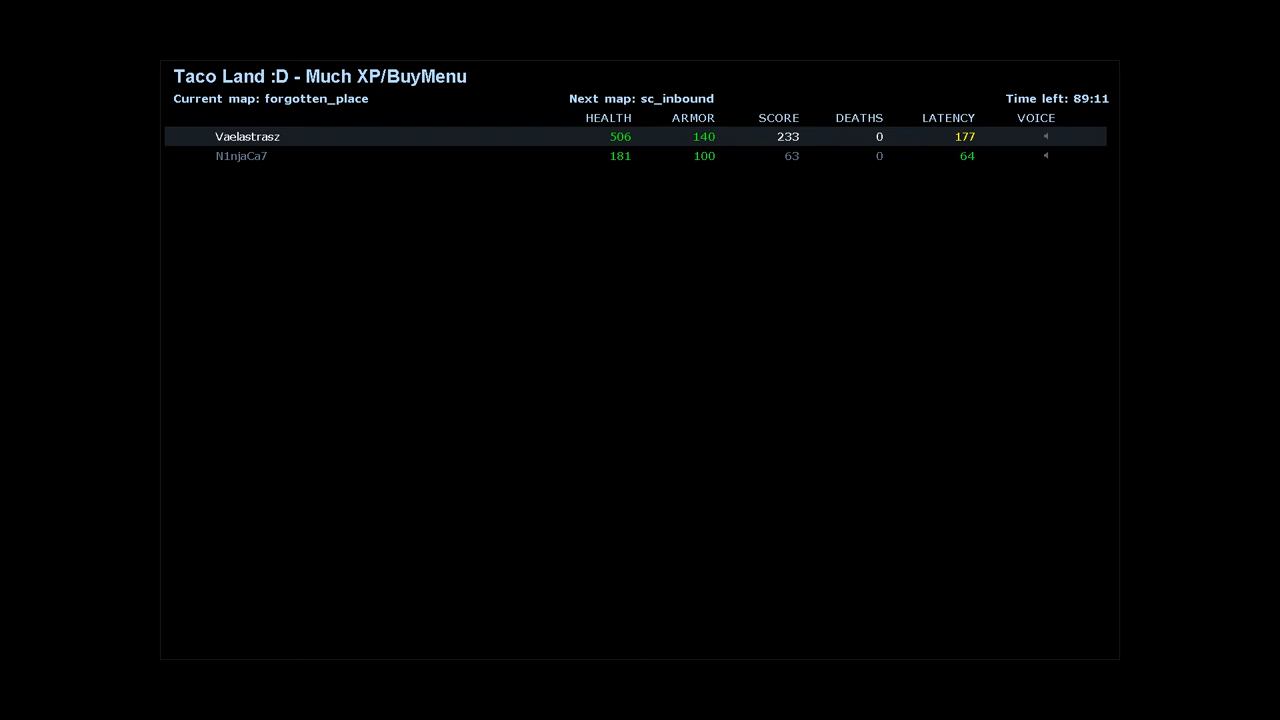 Taco Land :D - Much XP/BuyMenu
Current map: forgotten_place Next map: sc_inbound Time left: 89:11
HEALTH ARMOR SCORE DEATHS LATENCY VOICE
Vaelastrasz 506 140 233 0 177
N1njaCa7 181 100 63 0 64